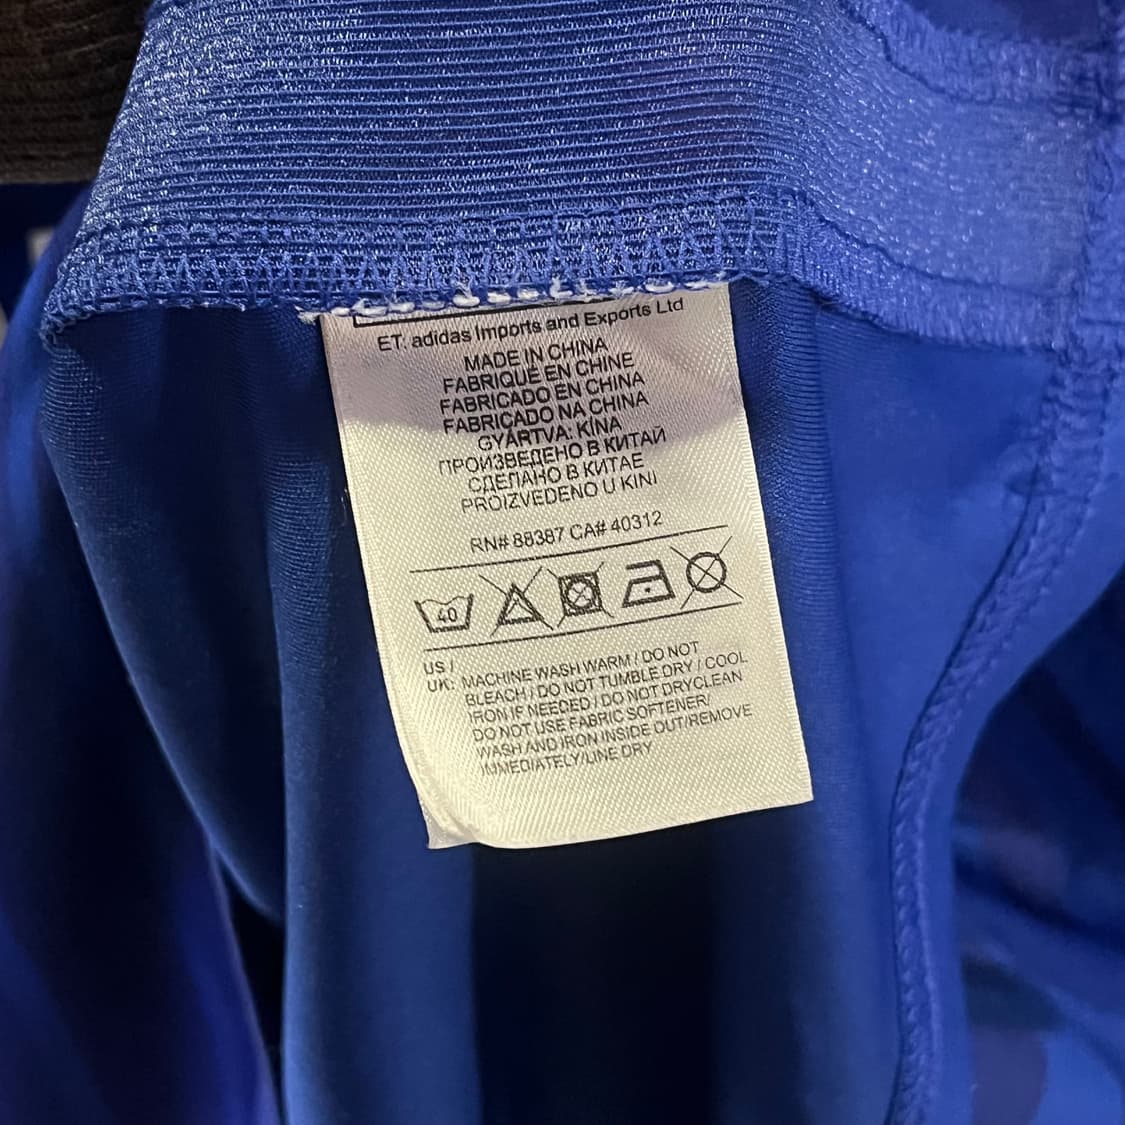 ET. adidas Imports and Exports Ltd
MADE IN CHINA
FABRIQUÉ EN CHINE
FABRICADO EN CHINA
FABRICADO NA CHINA
GYÁRTVA: KÍNA
ПРОИЗВЕДЕНО В КИТАЙ
СДЕЛАНО В КИТАЕ
PROIZVEDENO U KINI
RN# 88387 CA# 40312
40
US /
UK: MACHINE WASH WARM / DO NOT
BLEACH / DO NOT TUMBLE DRY / COOL
IRON IF NEEDED / DO NOT DRYCLEAN
DO NOT USE FABRIC SOFTENER/
WASH AND IRON INSIDE OUT/REMOVE
IMMEDIATELY/LINE DRY